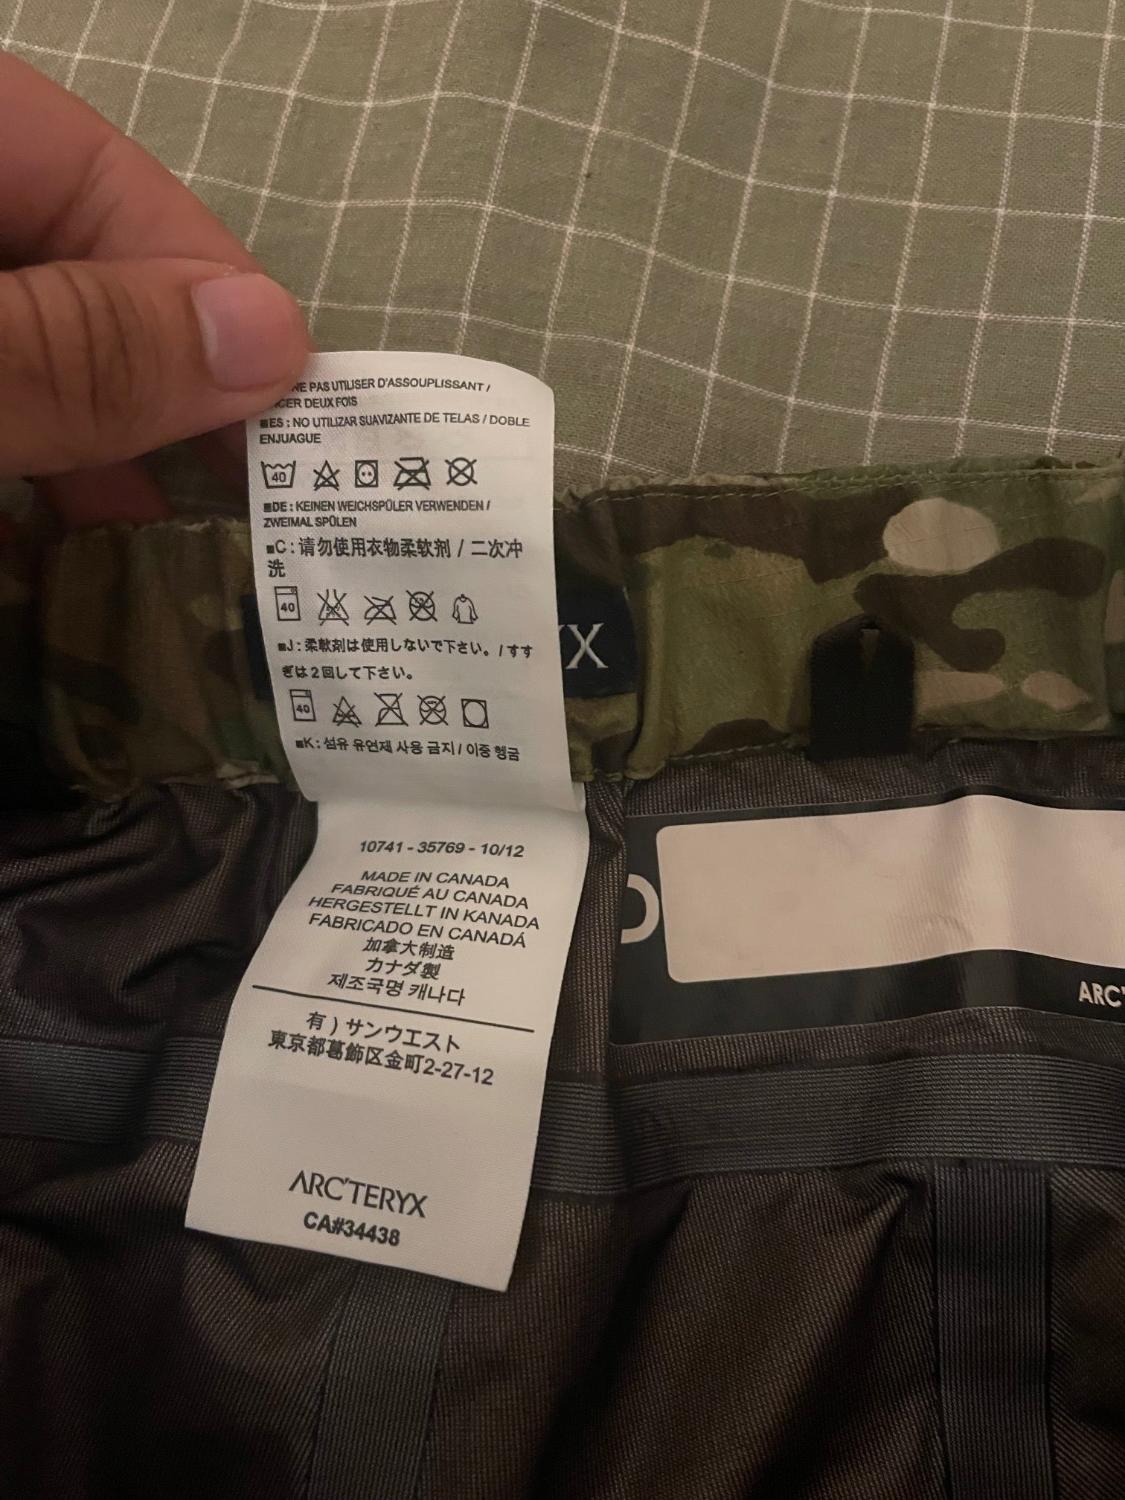 NE PAS UTILISER D'ASSOUPLISSANT /
CER DEUX FOIS
■ES : NO UTILIZAR SUAVIZANTE DE TELAS / DOBLE
ENJUAGUE
40
■DE : KEINEN WEICHSPÜLER VERWENDEN /
ZWEIMAL SPÜLEN
■C : 请勿使用衣物柔软剂 / 二次冲
洗
40
■J : 柔軟剤は使用しないで下さい。/ すす
ぎは2回して下さい。
40
■K : 섬유 유연제 사용 금지 / 이중 헹굼
YX
10741 - 35769 - 10/12
MADE IN CANADA
FABRIQUÉ AU CANADA
HERGESTELLT IN KANADA
FABRICADO EN CANADÁ
加拿大制造
カナダ製
제조국명 캐나다
有）サンウエスト
東京都葛飾区金町2-27-12
ARC'TERYX
CA#34438
ARC'